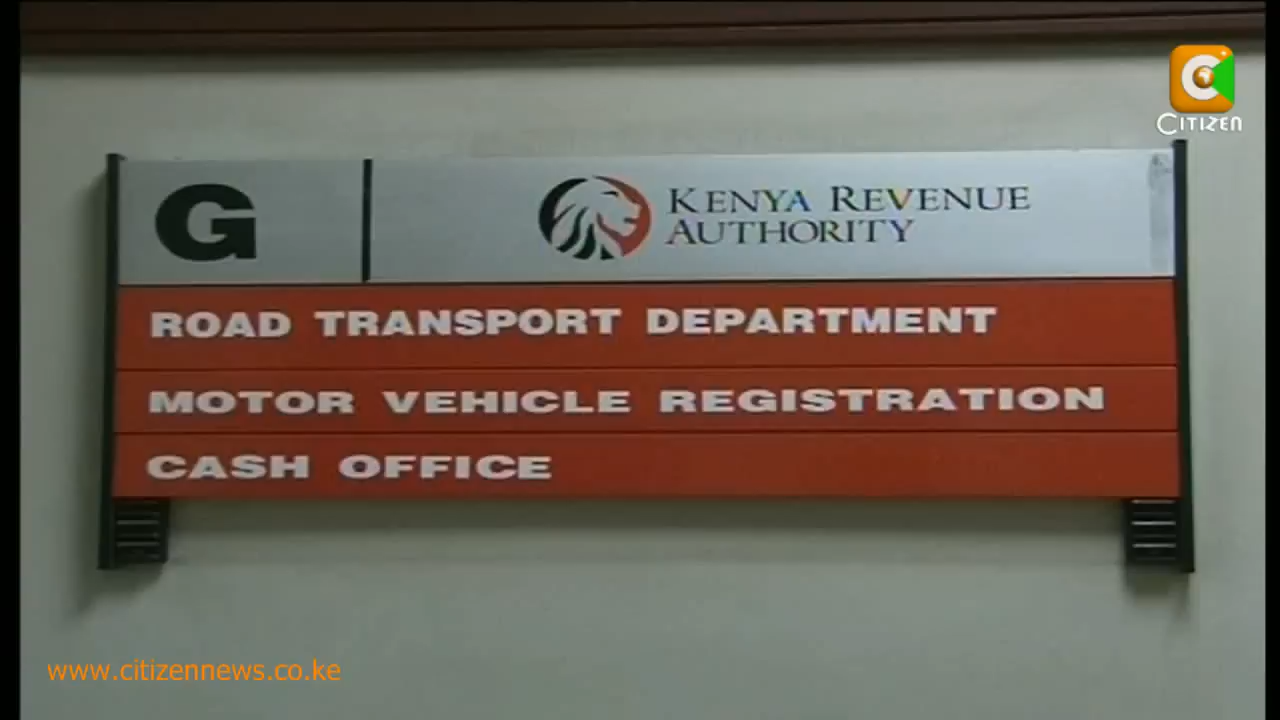 CITIZEN
G
KENYA REVENUE
AUTHORITY
ROAD TRANSPORT DEPARTMENT
MOTOR VEHICLE REGISTRATION
CASH OFFICE
www.citizennews.co.ke